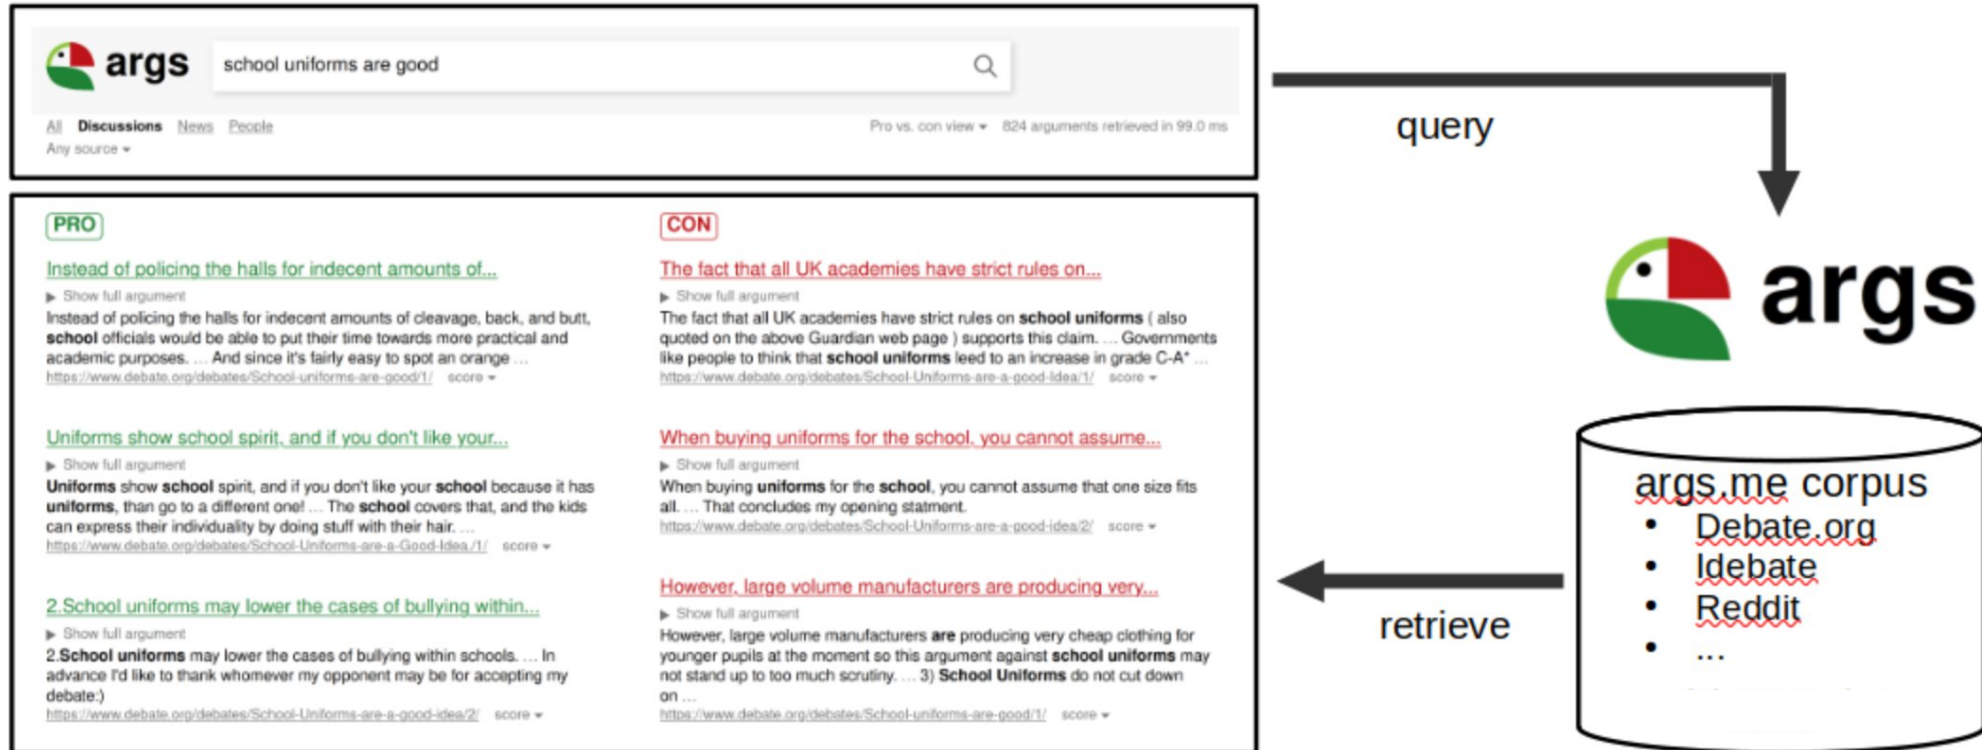 args
school uniforms are good
All Discussions News People
Pro vs. con view 824 arguments retrieved in 99.0 ms
Any source
PRO
Instead of policing the halls for indecent amounts of...
Show full argument
Instead of policing the halls for indecent amounts of cleavage, back, and butt,
school officials would be able to put their time towards more practical and
academic purposes. ... And since it's fairly easy to spot an orange ...
https://www.debate.org/debates/School-uniforms-are-good/1/ score
Uniforms show school spirit, and if you don't like your...
Show full argument
Uniforms show school spirit, and if you don't like your school because it has
uniforms, than go to a different one! ... The school covers that, and the kids
can express their individuality by doing stuff with their hair. ...
https://www.debate.org/debates/School-Uniforms-are-a-Good-Idea./1/ score
2.School uniforms may lower the cases of bullying within...
Show full argument
2.School uniforms may lower the cases of bullying within schools. ... In
advance I'd like to thank whomever my opponent may be for accepting my
debate:)
https://www.debate.org/debates/School-Uniforms-are-a-good-idea/2/ score
CON
The fact that all UK academies have strict rules on...
Show full argument
The fact that all UK academies have strict rules on school uniforms ( also
quoted on the above Guardian web page ) supports this claim. ... Governments
like people to think that school uniforms leed to an increase in grade C-A* ...
https://www.debate.org/debates/School-Uniforms-are-a-good-Idea/1/ score
When buying uniforms for the school, you cannot assume...
Show full argument
When buying uniforms for the school, you cannot assume that one size fits
all. ... That concludes my opening statment.
https://www.debate.org/debates/School-Uniforms-are-a-good-idea/2/ score
However, large volume manufacturers are producing very...
Show full argument
However, large volume manufacturers are producing very cheap clothing for
younger pupils at the moment so this argument against school uniforms may
not stand up to too much scrutiny. ... 3) School Uniforms do not cut down
on ...
https://www.debate.org/debates/School-uniforms-are-good/1/ score
query
args
args.me corpus
• Debate.org
• Idebate
• Reddit
• ...
retrieve